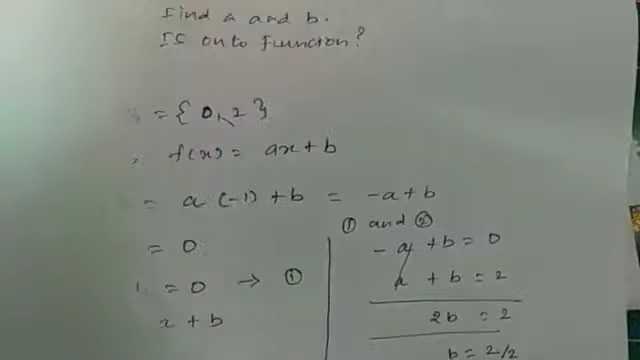 Find a and b.
Is onto function?
= {0, 2}
f(x) = ax + b
= a (-1) + b = -a + b
= 0
= 0 → ①
x + b
① and ②
- a + b = 0
a + b = 2
2b = 2
b = 2/2